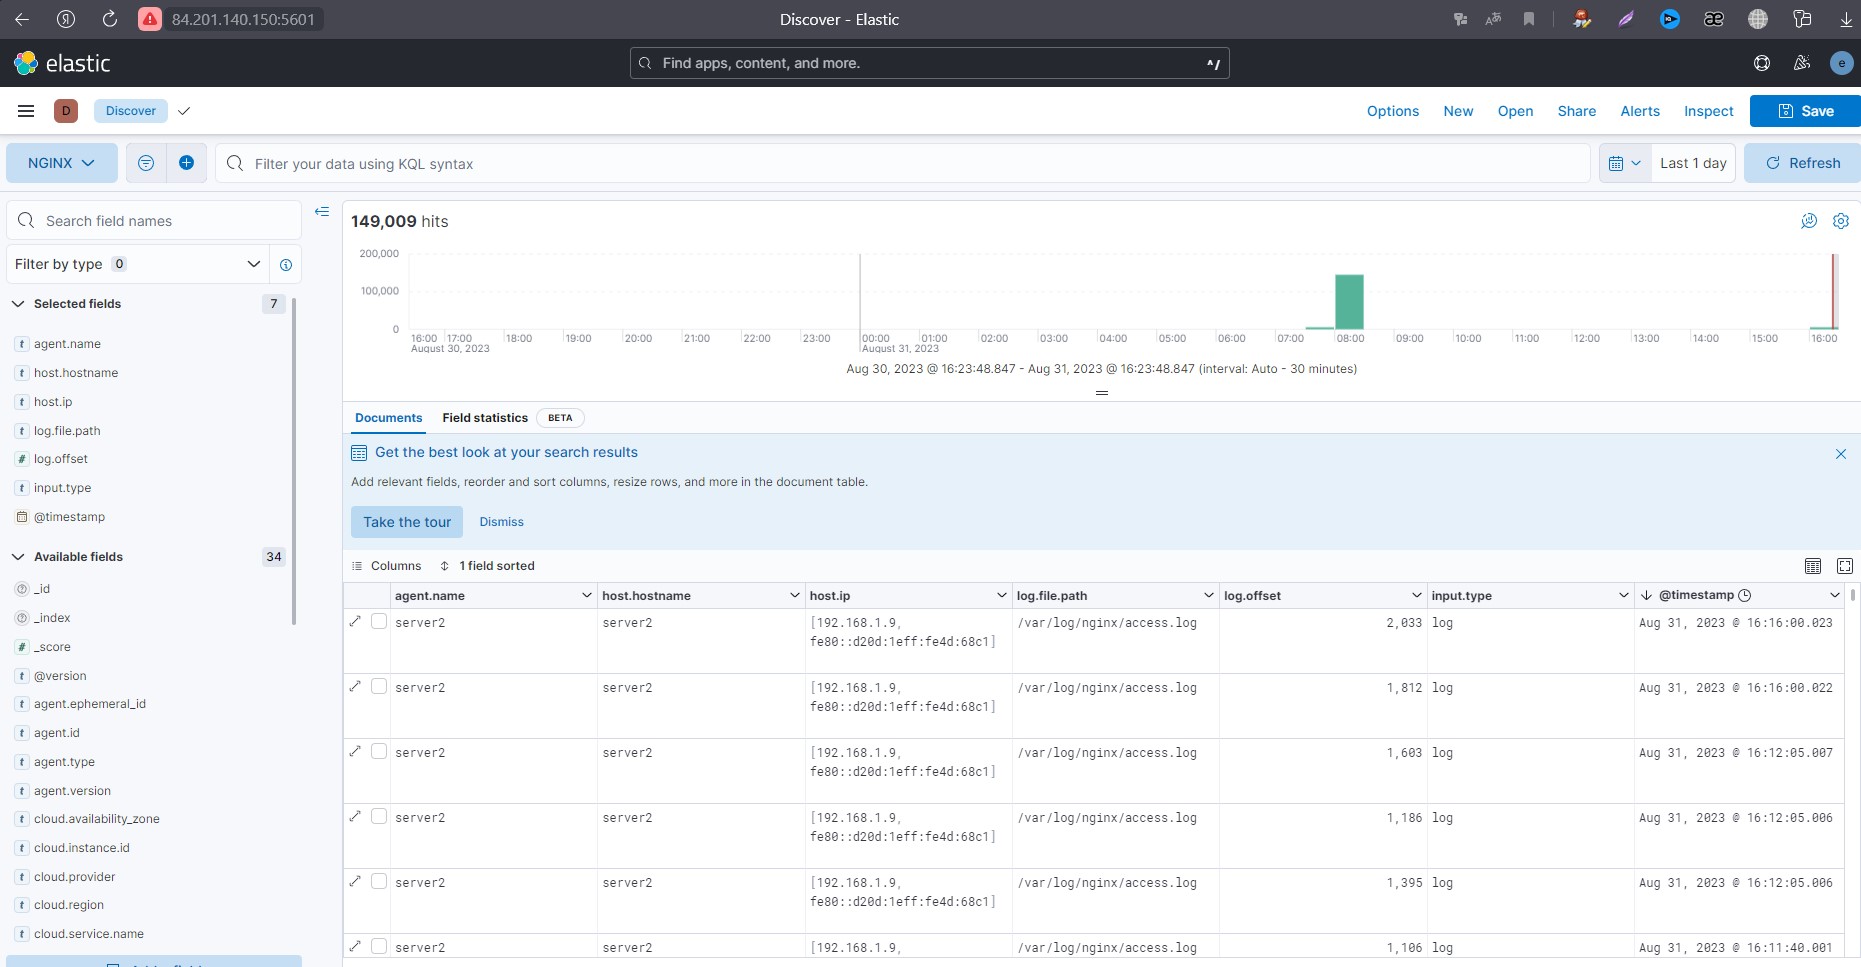 84.201.140.150:5601
Discover - Elastic
elastic
Find apps, content, and more.
^/
e
D
Discover
Options
New
Open
Share
Alerts
Inspect
Save
NGINX
Filter your data using KQL syntax
Last 1 day
Refresh
Search field names
Filter by type 0
Selected fields 7
agent.name
host.hostname
host.ip
log.file.path
log.offset
input.type
@timestamp
Available fields 34
_id
_index
_score
@version
agent.ephemeral_id
agent.id
agent.type
agent.version
cloud.availability_zone
cloud.instance.id
cloud.provider
cloud.region
cloud.service.name
149,009 hits
200,000
100,000
0
16:00 17:00 18:00 19:00 20:00 21:00 22:00 23:00 00:00 01:00 02:00 03:00 04:00 05:00 06:00 07:00 08:00 09:00 10:00 11:00 12:00 13:00 14:00 15:00 16:00
August 30, 2023 August 31, 2023
Aug 30, 2023 @ 16:23:48.847 - Aug 31, 2023 @ 16:23:48.847 (interval: Auto - 30 minutes)
Documents
Field statistics
BETA
Get the best look at your search results
Add relevant fields, reorder and sort columns, resize rows, and more in the document table.
Take the tour
Dismiss
Columns
1 field sorted
agent.name host.hostname host.ip log.file.path log.offset input.type @timestamp
server2 server2 [192.168.1.9, /var/log/nginx/access.log 2,033 log Aug 31, 2023 @ 16:16:00.023
fe80::d20d:1eff:fe4d:68c1]
server2 server2 [192.168.1.9, /var/log/nginx/access.log 1,812 log Aug 31, 2023 @ 16:16:00.022
fe80::d20d:1eff:fe4d:68c1]
server2 server2 [192.168.1.9, /var/log/nginx/access.log 1,603 log Aug 31, 2023 @ 16:12:05.007
fe80::d20d:1eff:fe4d:68c1]
server2 server2 [192.168.1.9, /var/log/nginx/access.log 1,186 log Aug 31, 2023 @ 16:12:05.006
fe80::d20d:1eff:fe4d:68c1]
server2 server2 [192.168.1.9, /var/log/nginx/access.log 1,395 log Aug 31, 2023 @ 16:12:05.006
fe80::d20d:1eff:fe4d:68c1]
server2 server2 [192.168.1.9, /var/log/nginx/access.log 1,106 log Aug 31, 2023 @ 16:11:40.001